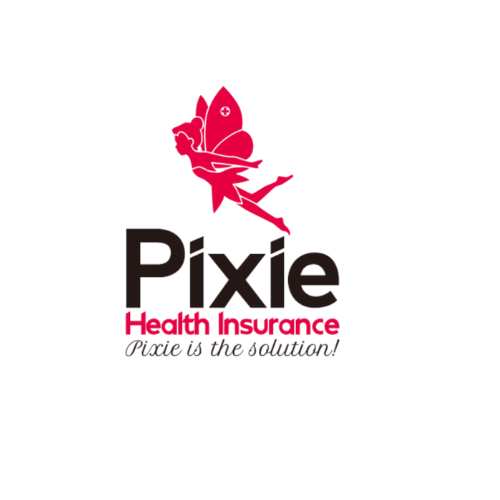 Pixie
Health Insurance
Pixie is the solution!